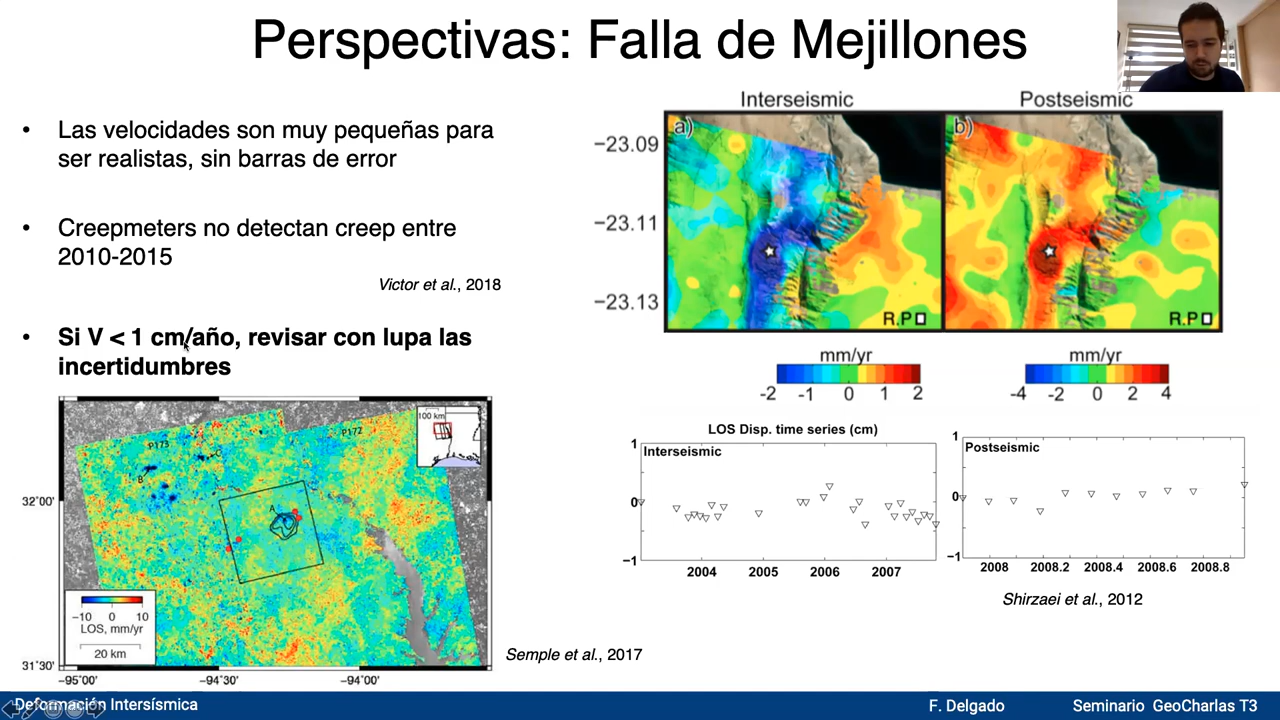 Perspectivas: Falla de Mejillones
• Las velocidades son muy pequeñas para
ser realistas, sin barras de error
• Creepmeters no detectan creep entre
2010-2015
Victor et al., 2018
• Si V < 1 cm/año, revisar con lupa las
incertidumbres
Interseismic
Postseismic
a)
b)
−23.09
−23.11
−23.13
R.P
R.P
mm/yr
-2 -1 0 1 2
mm/yr
-4 -2 0 2 4
LOS Disp. time series (cm)
Interseismic
1
0
−1
2004 2005 2006 2007
Postseismic
1
0
−1
2008 2008.2 2008.4 2008.6 2008.8
Shirzaei et al., 2012
100 km
P173
P172
B
C
A
32°00'
31°30'
−10 0 10
LOS, mm/yr
20 km
−95°00' −94°30' −94°00'
Semple et al., 2017
Deformación Intersísmica
F. Delgado
Seminario GeoCharlas T3